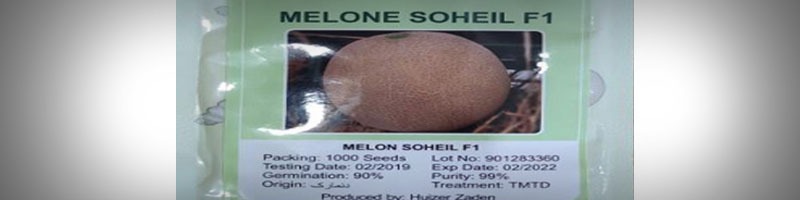 MELONE SOHEIL F1
MELON SOHEIL F1
Packing: 1000 Seeds Lot No: 901283360
Testing Date: 02/2019 Exp Date: 02/2022
Germination: 90% Purity: 99%
Origin: دنمارک Treatment: TMTD
Produced by: Huizer Zaden